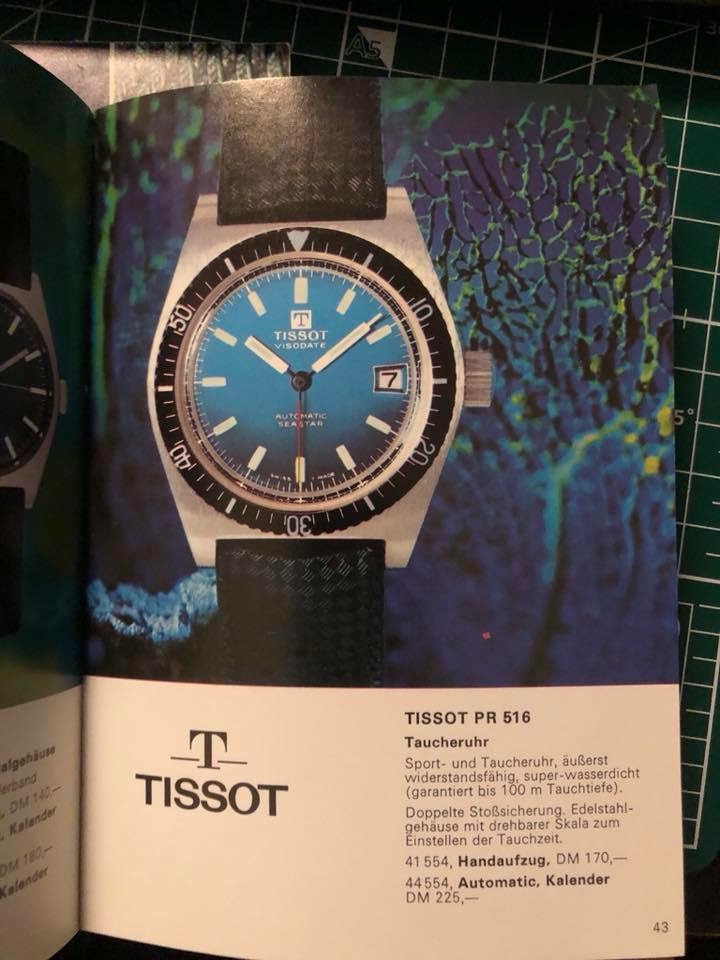 A5
50
10
T
TISSOT
VISODATE
7
AUTOMATIC
SEASTAR
40
20
SWISS MADE
30
5°
T
TISSOT
TISSOT PR 516
Taucheruhr
Sport- und Taucheruhr, äußerst
widerstandsfähig, super-wasserdicht
(garantiert bis 100 m Tauchtiefe).
Doppelte Stoßsicherung. Edelstahl-
gehäuse mit drehbarer Skala zum
Einstellen der Tauchzeit.
41 554, Handaufzug, DM 170,—
44 554, Automatic, Kalender
DM 225,—
43
algehäuse
erband
DM 140,—
Kalender
DM 180,—
Kalender